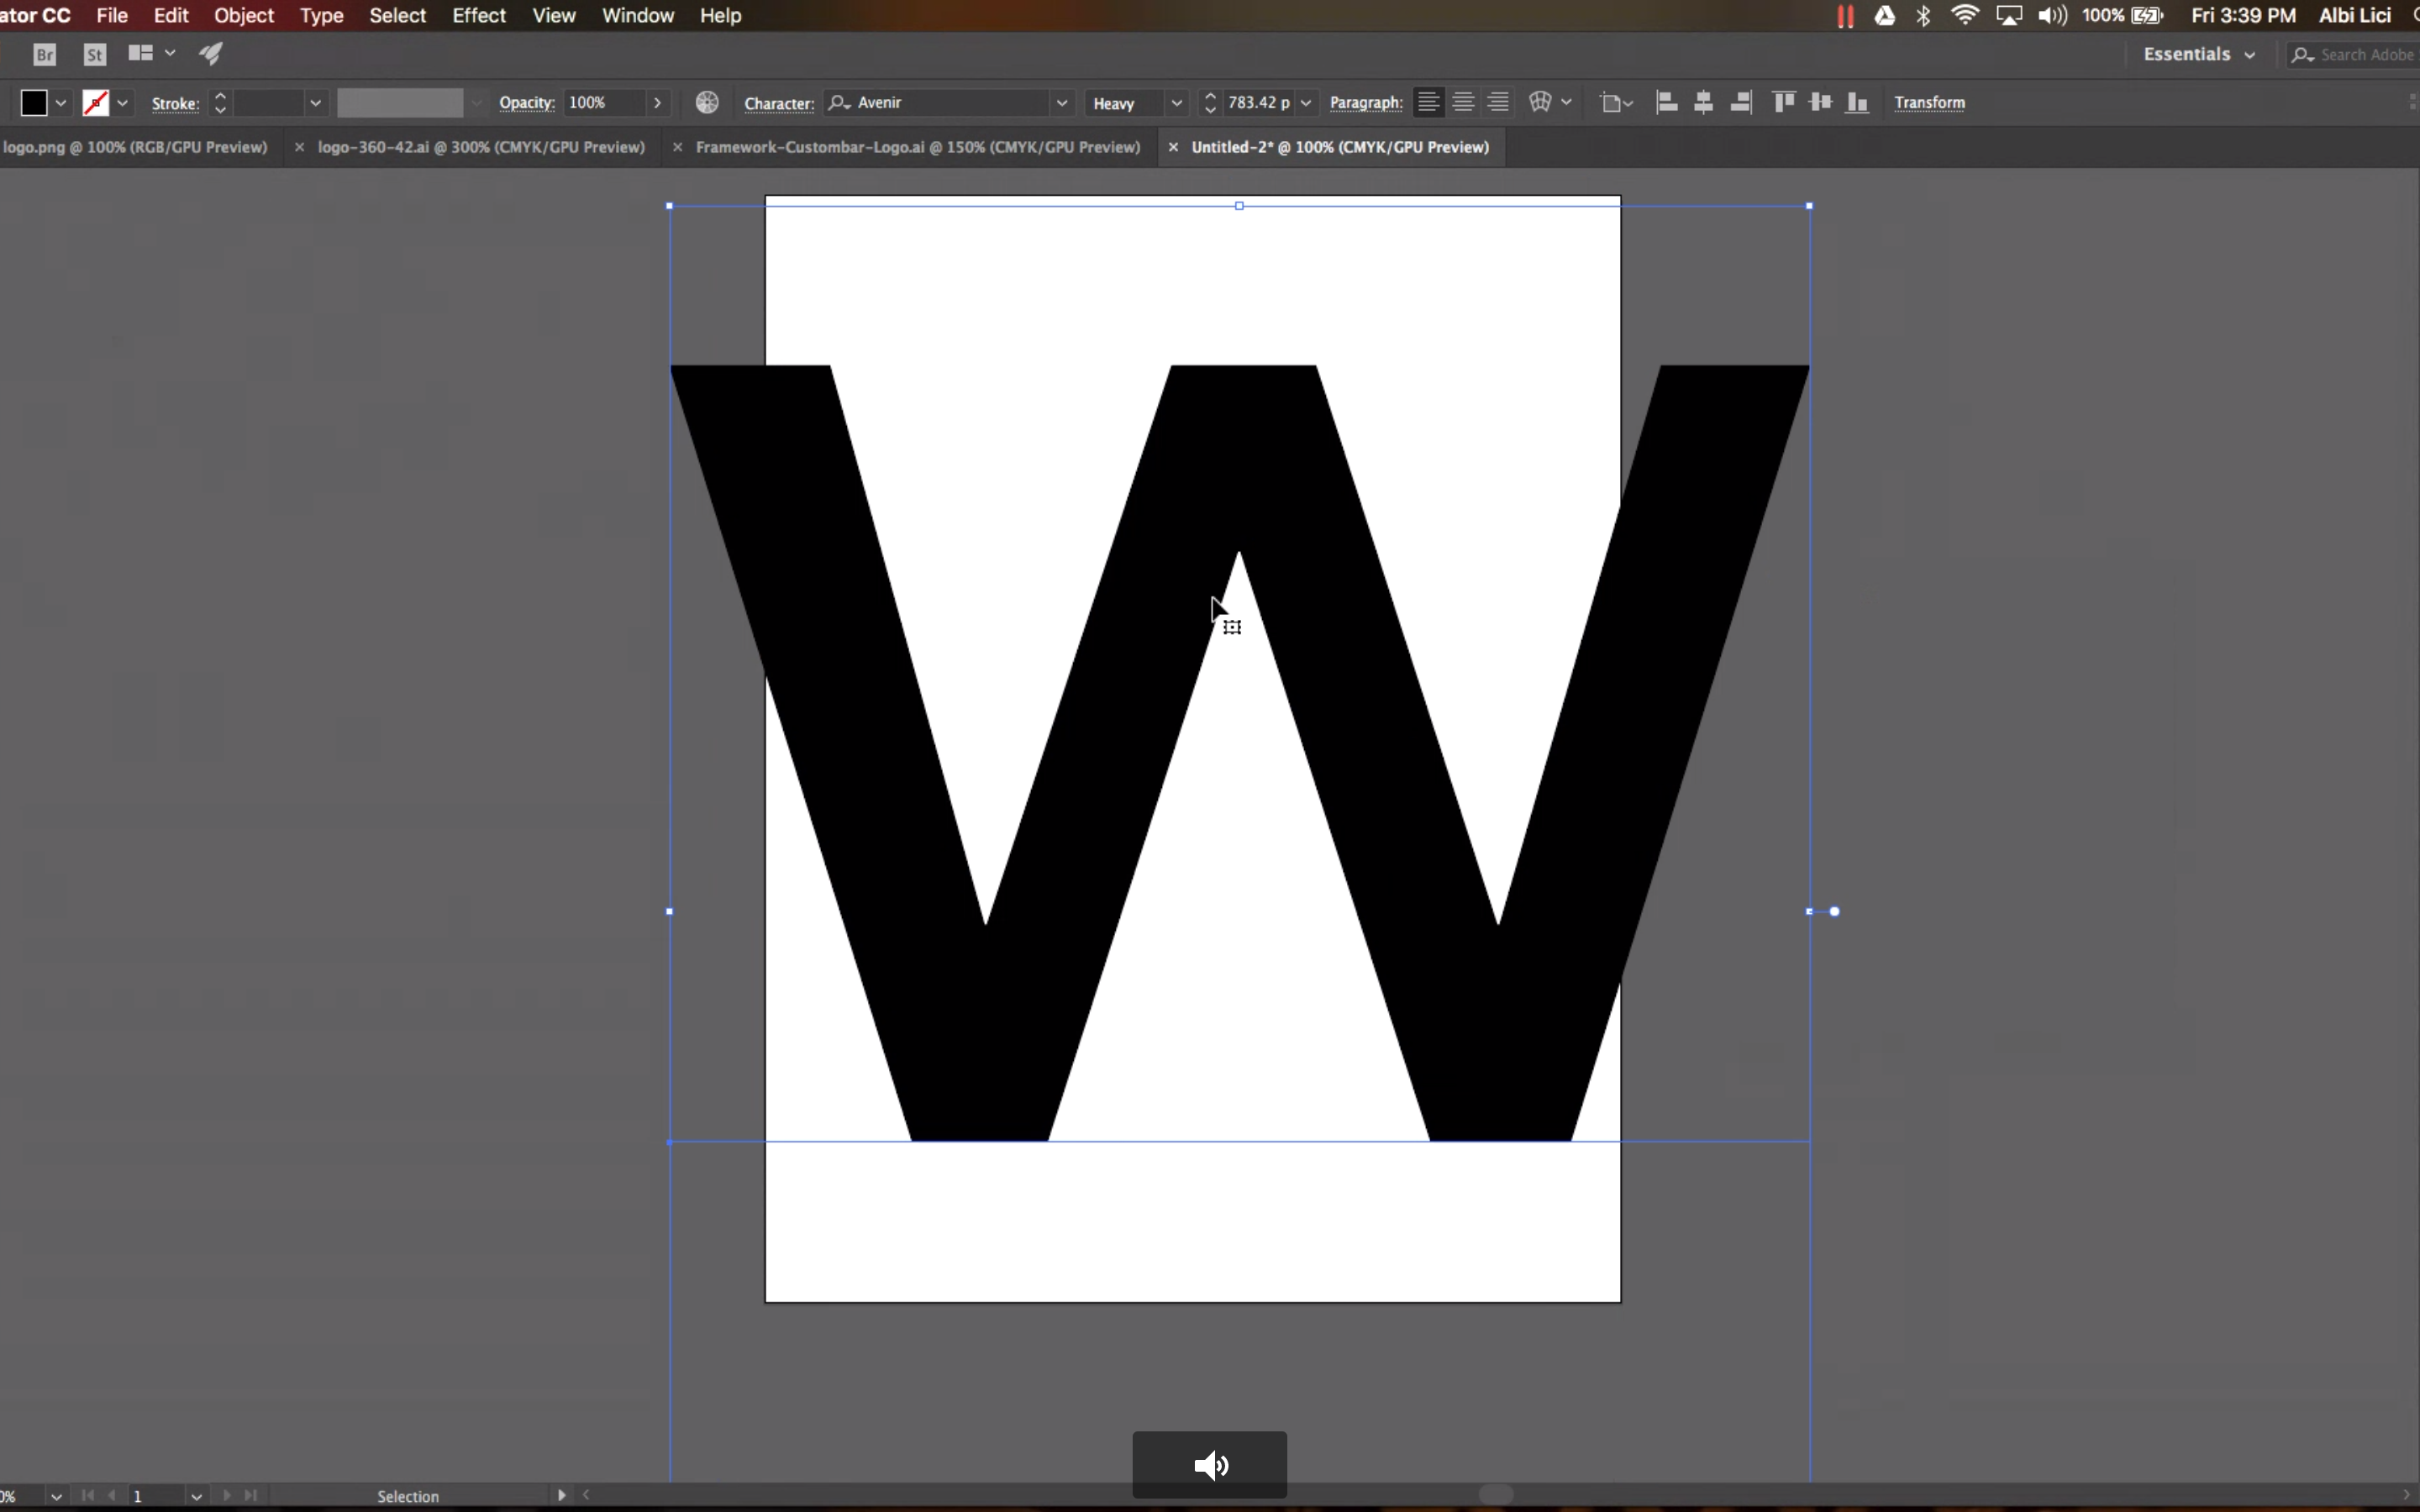 ator CC File Edit Object Type Select Effect View Window Help 100% Fri 3:39 PM Albi Lici
Br St Essentials Search Adobe
Stroke: Opacity: 100% Character: Avenir Heavy 783.42 p Paragraph: Transform
logo.png @ 100% (RGB/GPU Preview) × logo-360-42.ai @ 300% (CMYK/GPU Preview) × Framework-Custombar-Logo.ai @ 150% (CMYK/GPU Preview) × Untitled-2* @ 100% (CMYK/GPU Preview)
W
0% 1 Selection